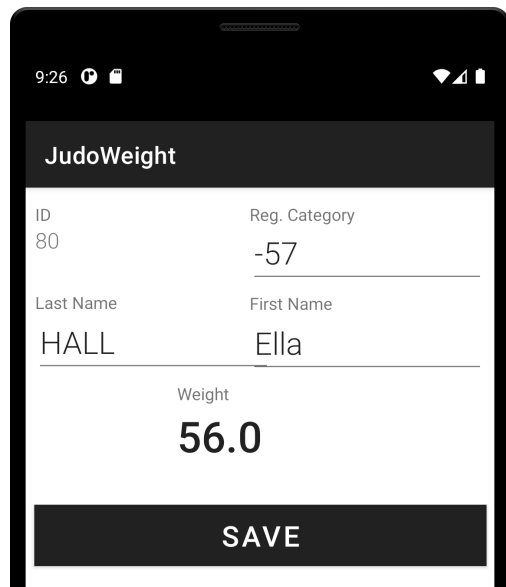 9:26
JudoWeight
ID
80
Reg. Category
-57
Last Name
HALL
First Name
Ella
Weight
56.0
SAVE